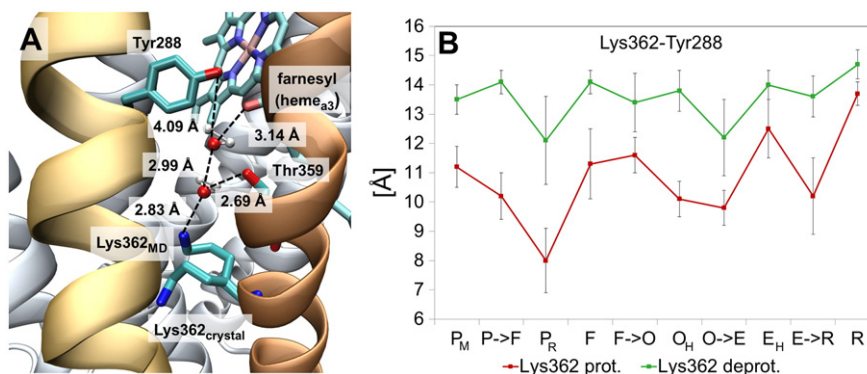 A
Tyr288
farnesyl
(heme a3)
4.09 Å
3.14 Å
2.99 Å
Thr359
2.83 Å
2.69 Å
Lys362MD
Lys362crystal
B
Lys362-Tyr288
[Å]
16
15
14
13
12
11
10
9
8
7
6
PM P->F PR F F->O OH O->E EH E->R R
Lys362 prot. Lys362 deprot.